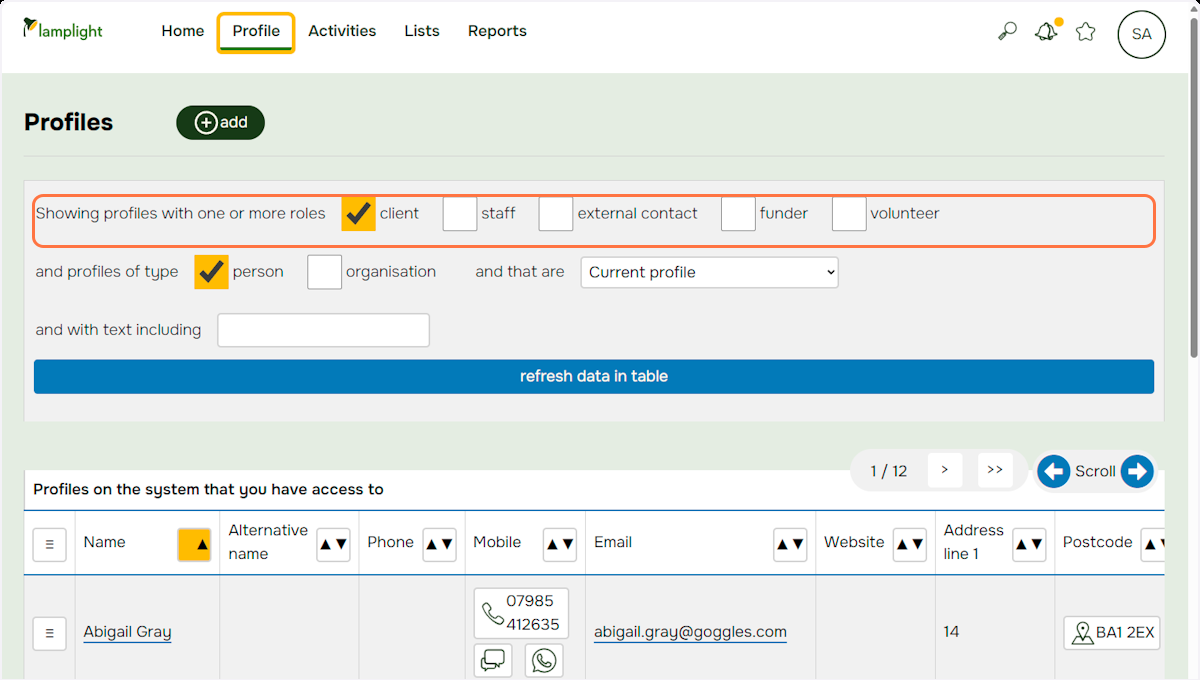 lamplight Home Profile Activities Lists Reports SA
Profiles add
Showing profiles with one or more roles client staff external contact funder volunteer
and profiles of type person organisation and that are Current profile
and with text including
refresh data in table
1 / 12 > >> Scroll
Profiles on the system that you have access to
Name Alternative name Phone Mobile Email Website Address line 1 Postcode
Abigail Gray 07985 412635 abigail.gray@goggles.com 14 BA1 2EX